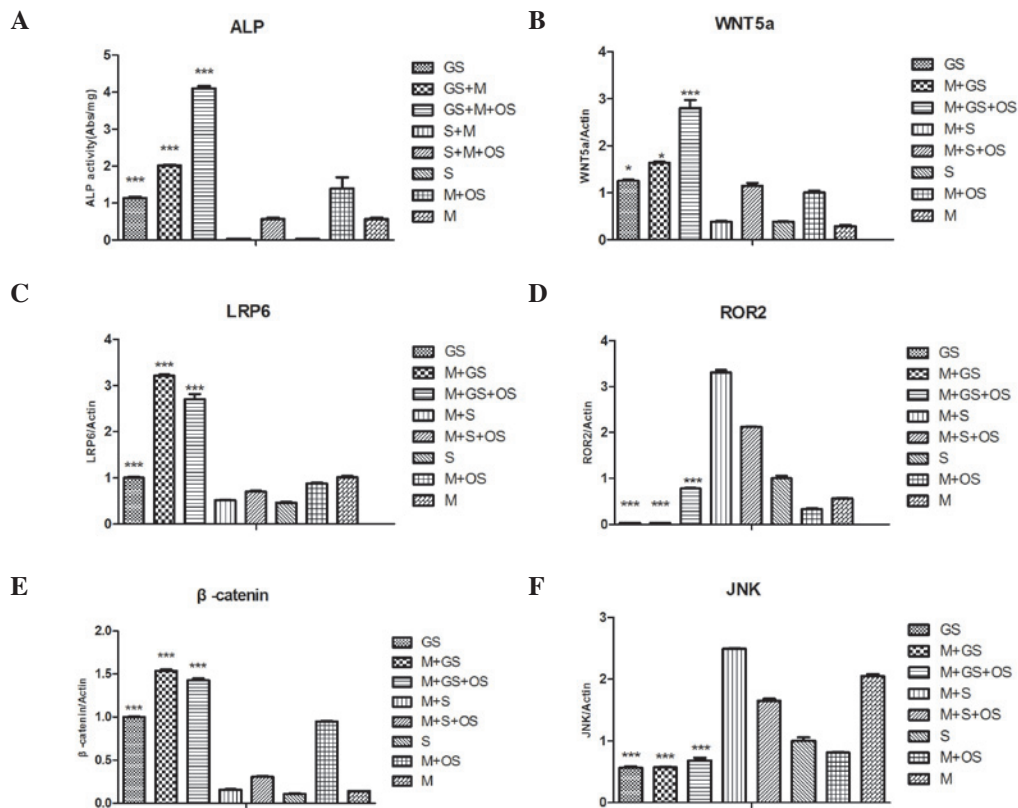 A
ALP
ALP activity(Abs/mg)
5
4
3
2
1
0
***
***
***
GS
GS+M
GS+M+OS
S+M
S+M+OS
S
M+OS
M
B
WNT5a
WNT5a/Actin
4
3
2
1
0
*
*
***
GS
M+GS
M+GS+OS
M+S
M+S+OS
S
M+OS
M
C
LRP6
LRP6/Actin
4
3
2
1
0
***
***
***
GS
M+GS
M+GS+OS
M+S
M+S+OS
S
M+OS
M
D
ROR2
ROR2/Actin
4
3
2
1
0
***
***
***
GS
M+GS
M+GS+OS
M+S
M+S+OS
S
M+OS
M
E
β -catenin
β -catenin/Actin
2.0
1.5
1.0
0.5
0.0
***
***
***
GS
M+GS
M+GS+OS
M+S
M+S+OS
S
M+OS
M
F
JNK
JNK/Actin
3
2
1
0
***
***
***
GS
M+GS
M+GS+OS
M+S
M+S+OS
S
M+OS
M